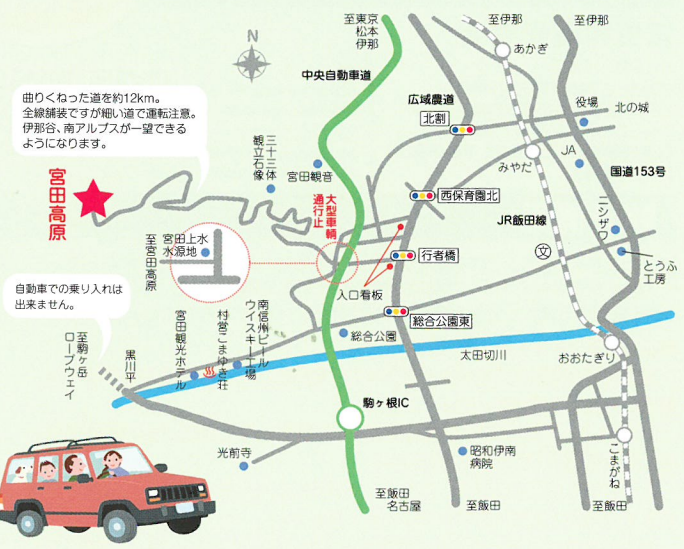 至東京
松本
伊那
至伊那
至伊那
N
あかぎ
中央自動車道
曲りくねった道を約12km。
全線舗装ですが細い道で運転注意。
伊那谷、南アルプスが一望できる
ようになります。
広域農道
北割
役場
北の城
三十三体
観立石像
宮田観音
みやだ
JA
国道153号
宮田高原
大型車輌
通行止
西保育園北
JR飯田線
ニシザワ
宮田上水
水源地
至宮田高原
行者橋
文
とうふ
工房
入口看板
自動車での乗り入れは
出来ません。
総合公園東
総合公園
南信州ビール
ウイスキー工場
村営こまゆき荘
宮田観光ホテル
黒川平
至駒ヶ岳
ロープウェイ
太田切川
おおたぎり
駒ヶ根IC
光前寺
昭和伊南
病院
こまがね
至飯田
名古屋
至飯田
至飯田